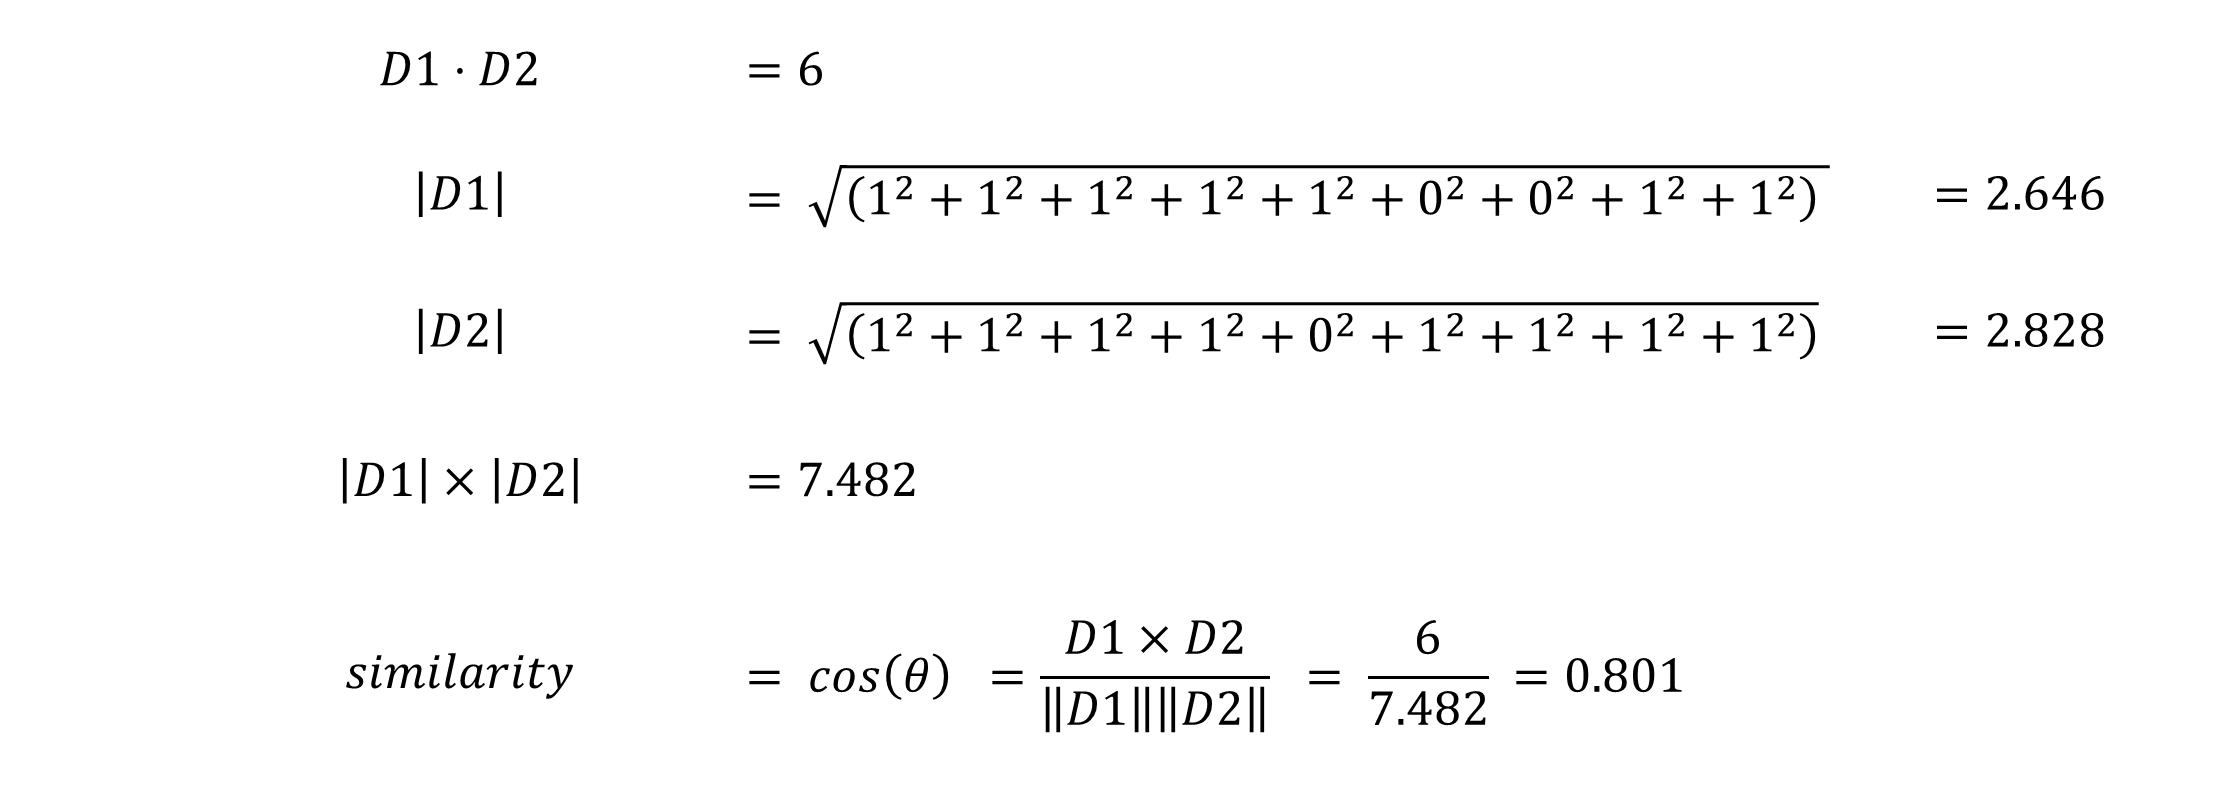 D1 · D2 = 6
|D1| = √(1² + 1² + 1² + 1² + 1² + 0² + 0² + 1² + 1²) = 2.646
|D2| = √(1² + 1² + 1² + 1² + 0² + 1² + 1² + 1² + 1²) = 2.828
|D1| × |D2| = 7.482
similarity = cos(θ) = D1 × D2 / ‖D1‖‖D2‖ = 6 / 7.482 = 0.801